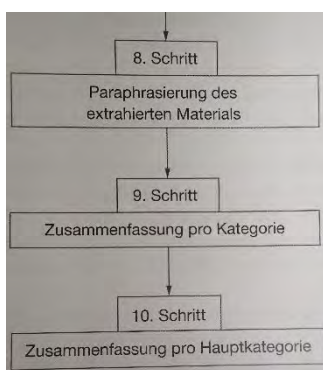 8. Schritt
Paraphrasierung des
extrahierten Materials
9. Schritt
Zusammenfassung pro Kategorie
10. Schritt
Zusammenfassung pro Hauptkategorie